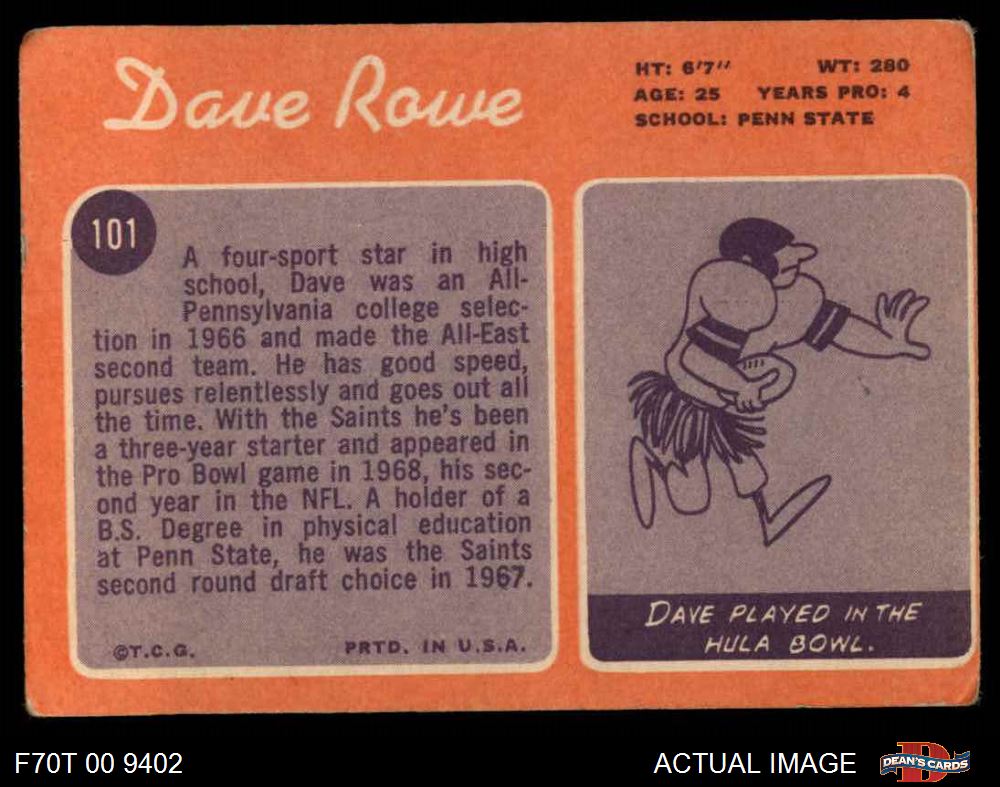 Dave Rowe
HT: 6'7" WT: 280
AGE: 25 YEARS PRO: 4
SCHOOL: PENN STATE
101
A four-sport star in high
school, Dave was an All-
Pennsylvania college selec-
tion in 1966 and made the All-East
second team. He has good speed,
pursues relentlessly and goes out all
the time. With the Saints he's been
a three-year starter and appeared in
the Pro Bowl game in 1968, his sec-
ond year in the NFL. A holder of a
B.S. Degree in physical education
at Penn State, he was the Saints
second round draft choice in 1967.
©T.C.G. PRTD. IN U.S.A.
DAVE PLAYED IN THE
HULA BOWL.
F70T 00 9402
ACTUAL IMAGE
DEAN'S CARDS